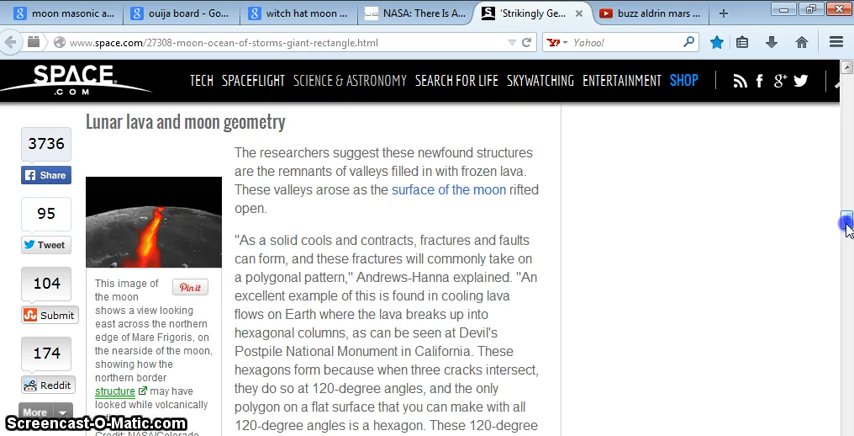 moon masonic a...
ouija board - Go...
witch hat moon ...
NASA: There Is A...
'Strikingly Ge...
buzz aldrin mars ...
www.space.com/27308-moon-ocean-of-storms-giant-rectangle.html
Yahoo!
SPACE
.COM
TECH SPACEFLIGHT SCIENCE & ASTRONOMY SEARCH FOR LIFE SKYWATCHING ENTERTAINMENT SHOP
Lunar lava and moon geometry
3736
Share
95
Tweet
104
Submit
174
Reddit
More
This image of
the moon
Pin it
shows a view looking
east across the northern
edge of Mare Frigoris, on
the nearside of the moon,
showing how the
northern border
structure may have
looked while volcanically
Credit: NASA/Colorado
The researchers suggest these newfound structures
are the remnants of valleys filled in with frozen lava.
These valleys arose as the surface of the moon rifted
open.
"As a solid cools and contracts, fractures and faults
can form, and these fractures will commonly take on
a polygonal pattern," Andrews-Hanna explained. "An
excellent example of this is found in cooling lava
flows on Earth where the lava breaks up into
hexagonal columns, as can be seen at Devil's
Postpile National Monument in California. These
hexagons form because when three cracks intersect,
they do so at 120-degree angles, and the only
polygon on a flat surface that you can make with all
120-degree angles is a hexagon. These 120-degree
Screencast-O-Matic.com